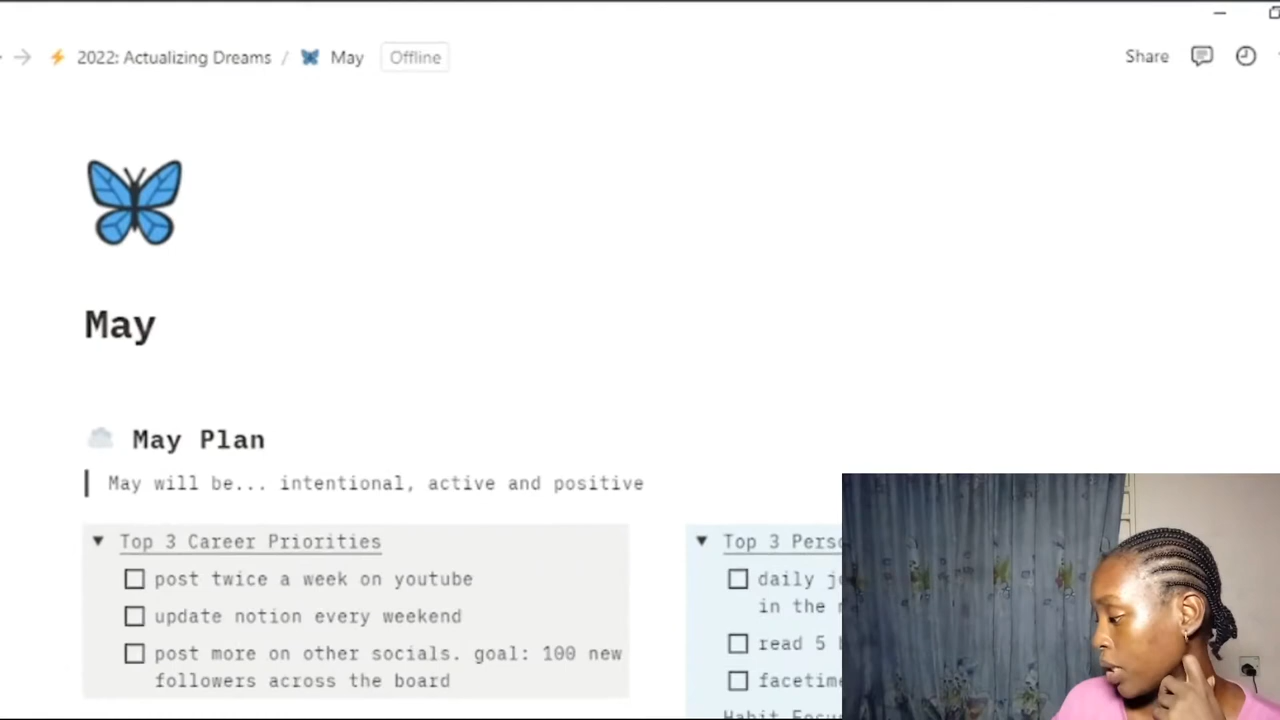 2022: Actualizing Dreams / May Offline
Share
May
May Plan
May will be... intentional, active and positive
Top 3 Career Priorities
post twice a week on youtube
update notion every weekend
post more on other socials. goal: 100 new
followers across the board
Top 3
daily
in the
read 5